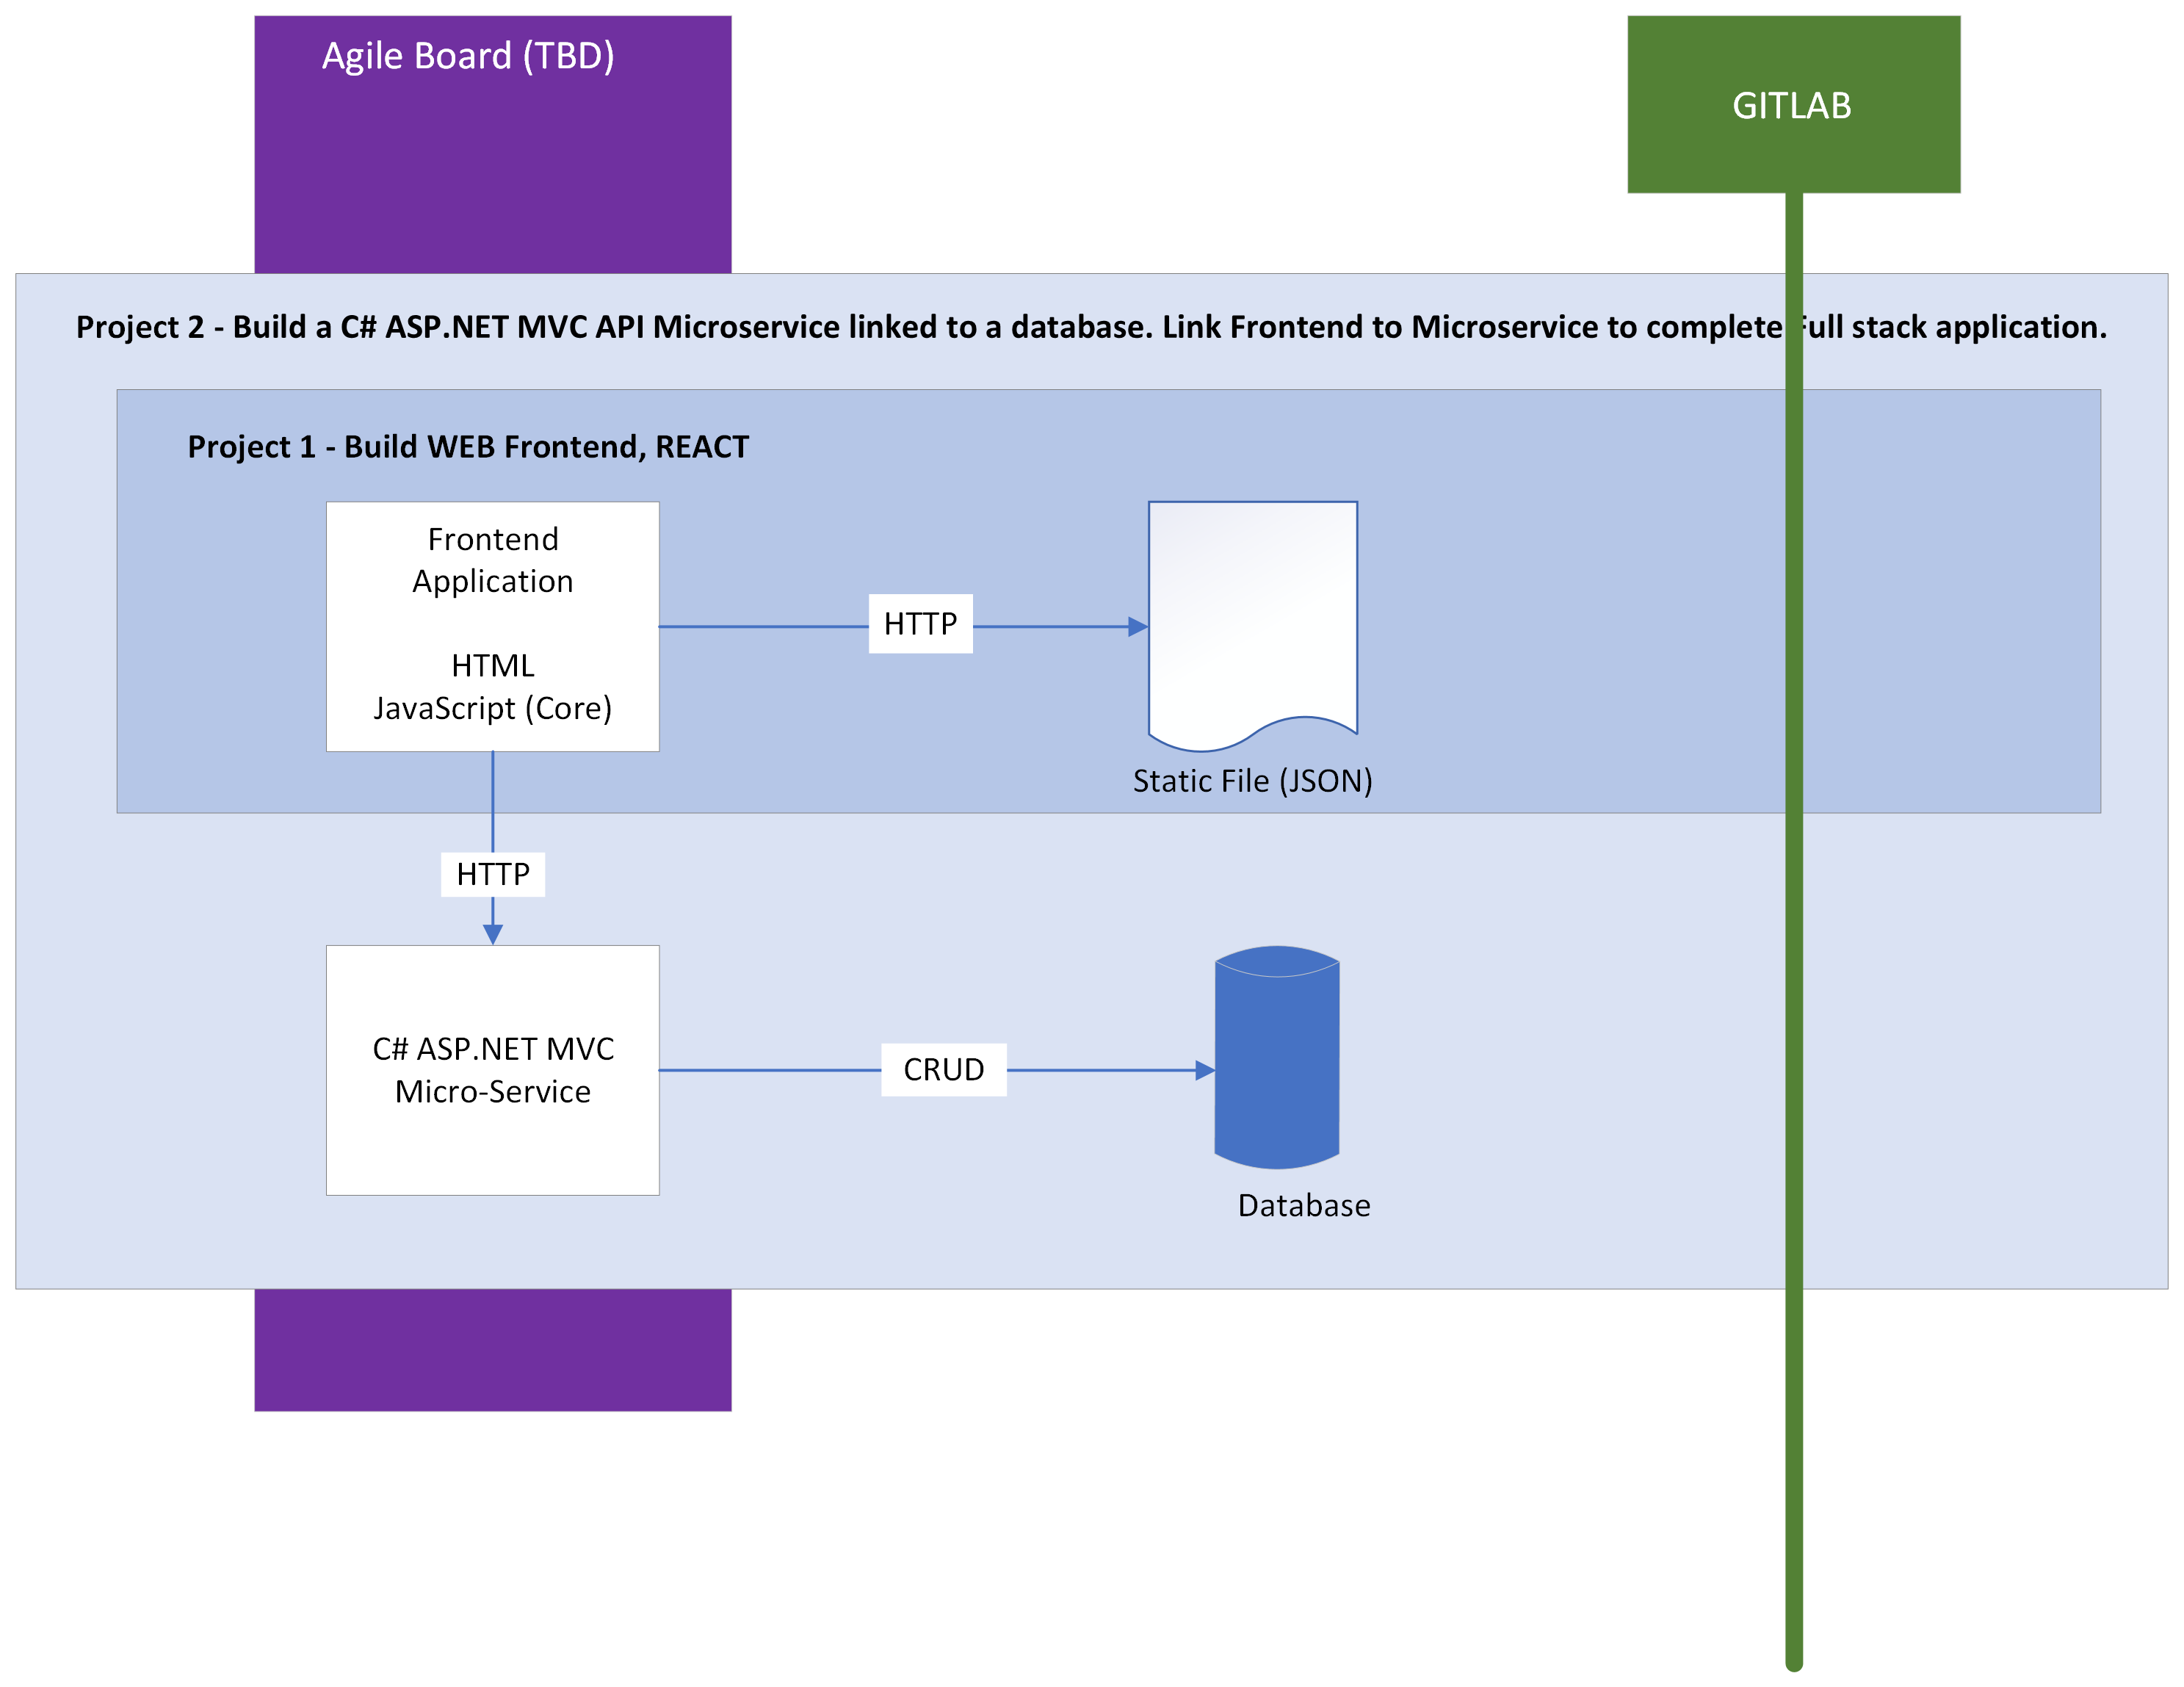 Agile Board (TBD)
GITLAB
Project 2 - Build a C# ASP.NET MVC API Microservice linked to a database. Link Frontend to Microservice to complete Full stack application.
Project 1 - Build WEB Frontend, REACT
Frontend
Application
HTML
JavaScript (Core)
HTTP
Static File (JSON)
HTTP
C# ASP.NET MVC
Micro-Service
CRUD
Database